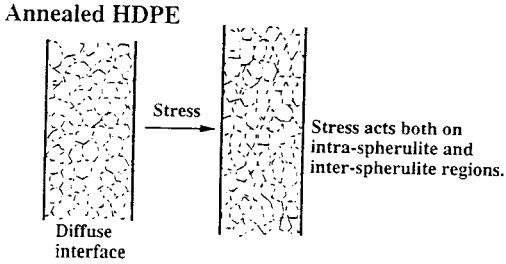 Annealed HDPE
Stress
Stress acts both on
intra-spherulite and
inter-spherulite regions.
Diffuse
interface